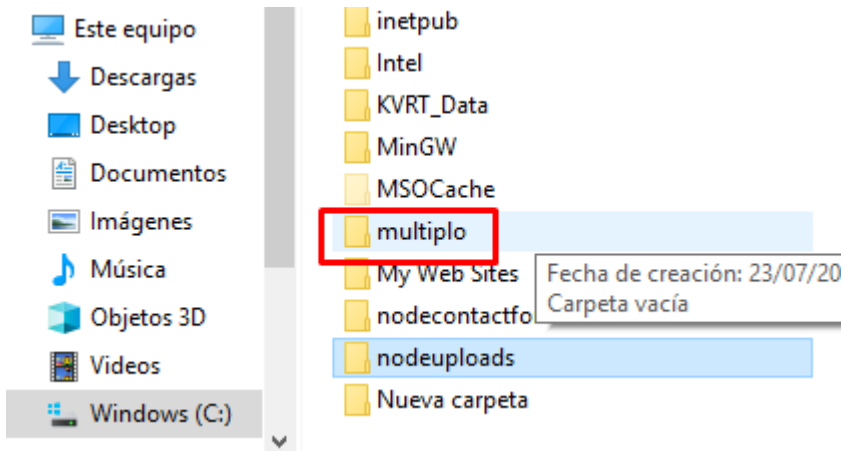 Este equipo
Descargas
Desktop
Documentos
Imágenes
Música
Objetos 3D
Videos
Windows (C:)
inetpub
Intel
KVRT_Data
MinGW
MSOCache
multiplo
My Web Sites
nodecontactfo
nodeuploads
Nueva carpeta
Fecha de creación: 23/07/20
Carpeta vacía